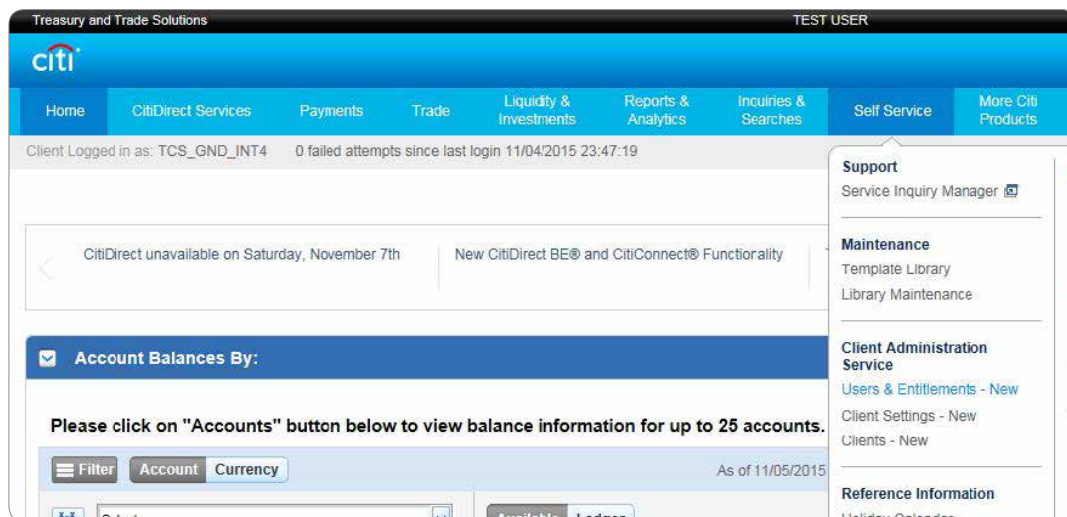 Treasury and Trade Solutions TEST USER
citi
Home CitiDirect Services Payments Trade Liquidity & Investments Reports & Analytics Inquiries & Searches Self Service More Citi Products
Client Logged in as: TCS_GND_INT4 0 failed attempts since last login 11/04/2015 23:47:19
CitiDirect unavailable on Saturday, November 7th New CitiDirect BE® and CitiConnect® Functionality
Account Balances By:
Please click on "Accounts" button below to view balance information for up to 25 accounts.
Filter Account Currency As of 11/05/2015
Available Ledger
Support
Service Inquiry Manager
Maintenance
Template Library
Library Maintenance
Client Administration
Service
Users & Entitlements - New
Client Settings - New
Clients - New
Reference Information
Holiday Calendar